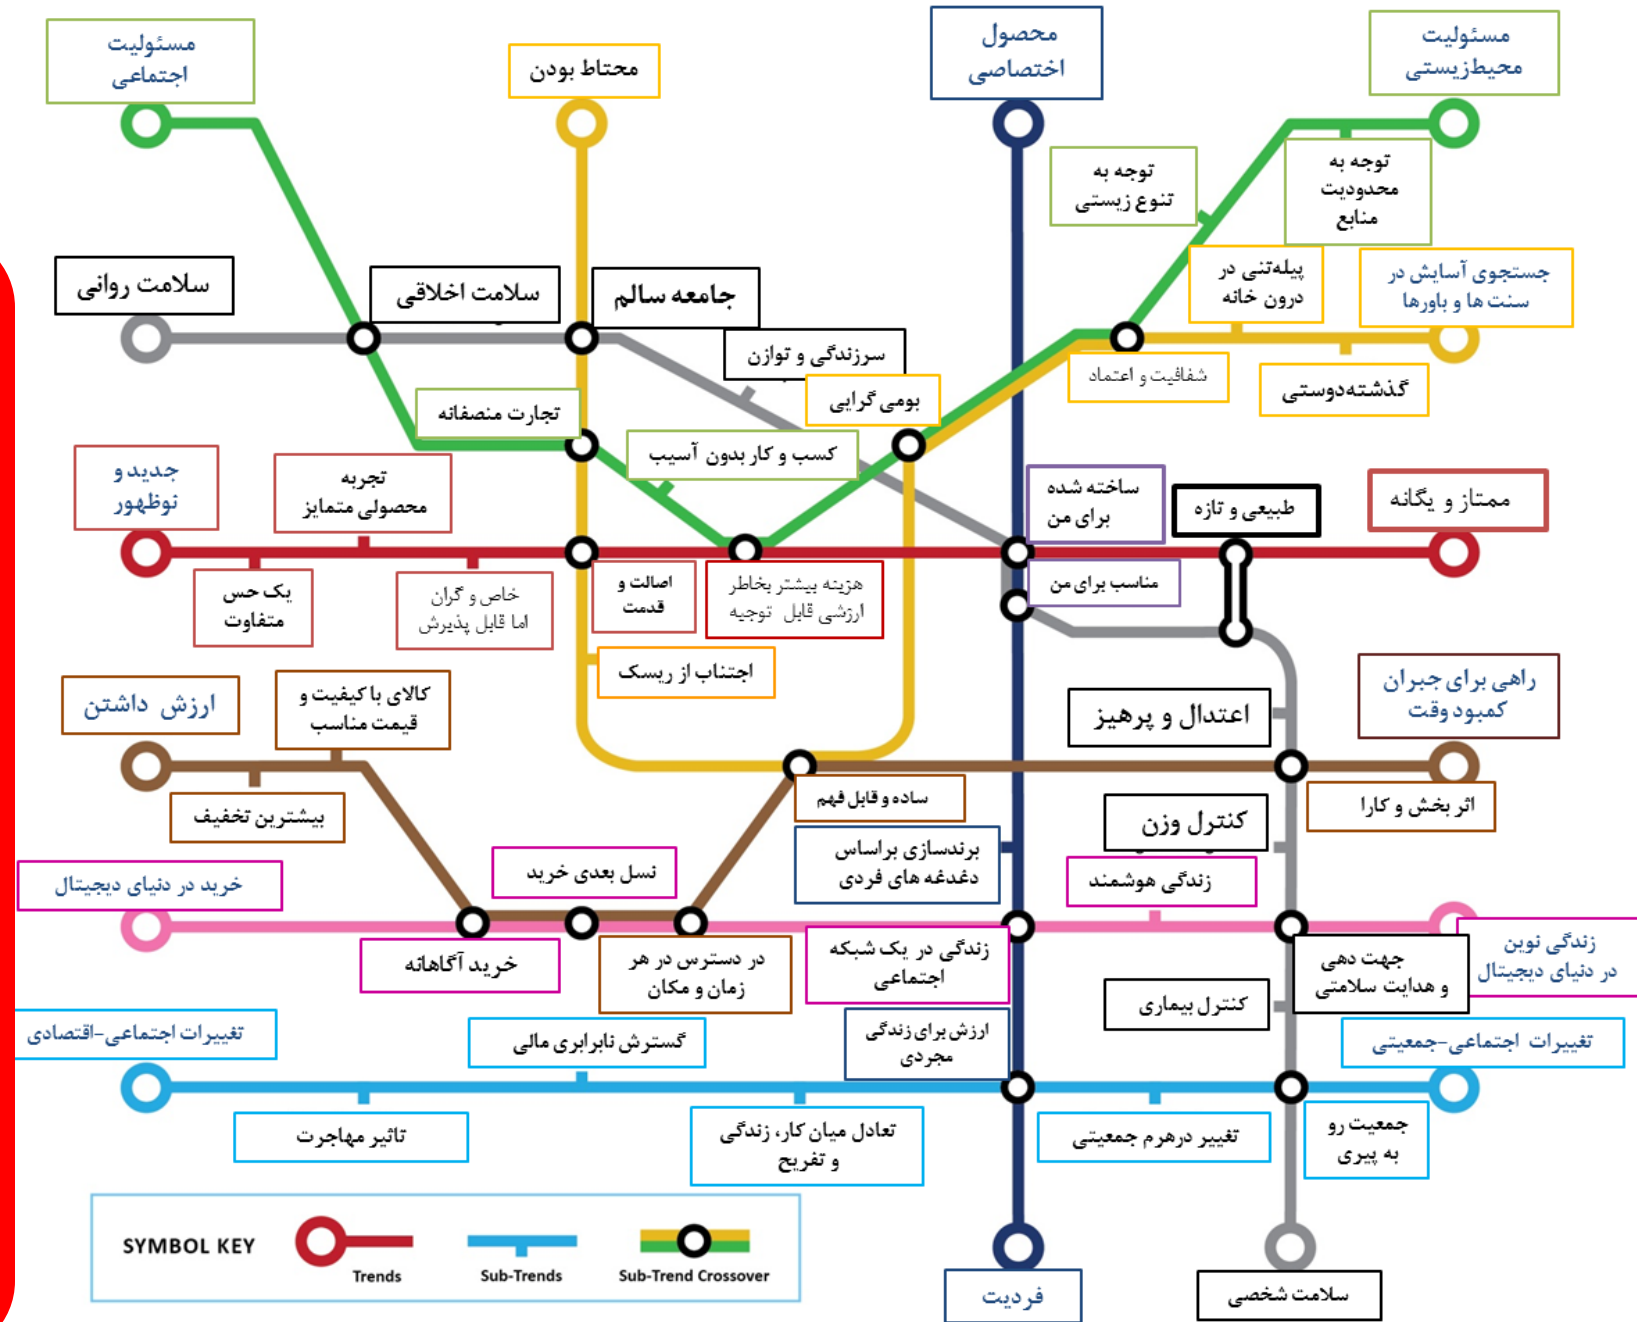 مسئولیت
اجتماعی
محتاط بودن
محصول
اختصاصی
مسئولیت
محیط‌زیستی
توجه به
تنوع زیستی
توجه به
محدودیت
منابع
سلامت روانی
سلامت اخلاقی
جامعه سالم
سرزندگی و توازن
پیله‌تنی در
درون خانه
جستجوی آسایش در
سنت ها و باورها
تجارت منصفانه
بومی گرایی
شفافیت و اعتماد
گذشته‌دوستی
کسب و کار بدون آسیب
جدید و
نوظهور
تجربه
محصولی متمایز
ساخته شده
برای من
طبیعی و تازه
ممتاز و یگانه
یک حس
متفاوت
خاص و گران
اما قابل پذیرش
اصالت و
قدمت
هزینه بیشتر بخاطر
ارزشی قابل توجیه
مناسب برای من
اجتناب از ریسک
ارزش داشتن
کالای با کیفیت و
قیمت مناسب
اعتدال و پرهیز
راهی برای جبران
کمبود وقت
بیشترین تخفیف
ساده و قابل فهم
کنترل وزن
اثر بخش و کارا
برندسازی براساس
دغدغه های فردی
خرید در دنیای دیجیتال
نسل بعدی خرید
زندگی هوشمند
خرید آگاهانه
در دسترس در هر
زمان و مکان
زندگی در یک شبکه
اجتماعی
جهت دهی
و هدایت سلامتی
زندگی نوین
در دنیای دیجیتال
کنترل بیماری
تغییرات اجتماعی-اقتصادی
گسترش نابرابری مالی
ارزش برای زندگی
مجردی
تغییرات اجتماعی-جمعیتی
تاثیر مهاجرت
تعادل میان کار، زندگی
و تفریح
تغییر درهرم جمعیتی
جمعیت رو
به پیری
SYMBOL KEY
Trends
Sub-Trends
Sub-Trend Crossover
فردیت
سلامت شخصی